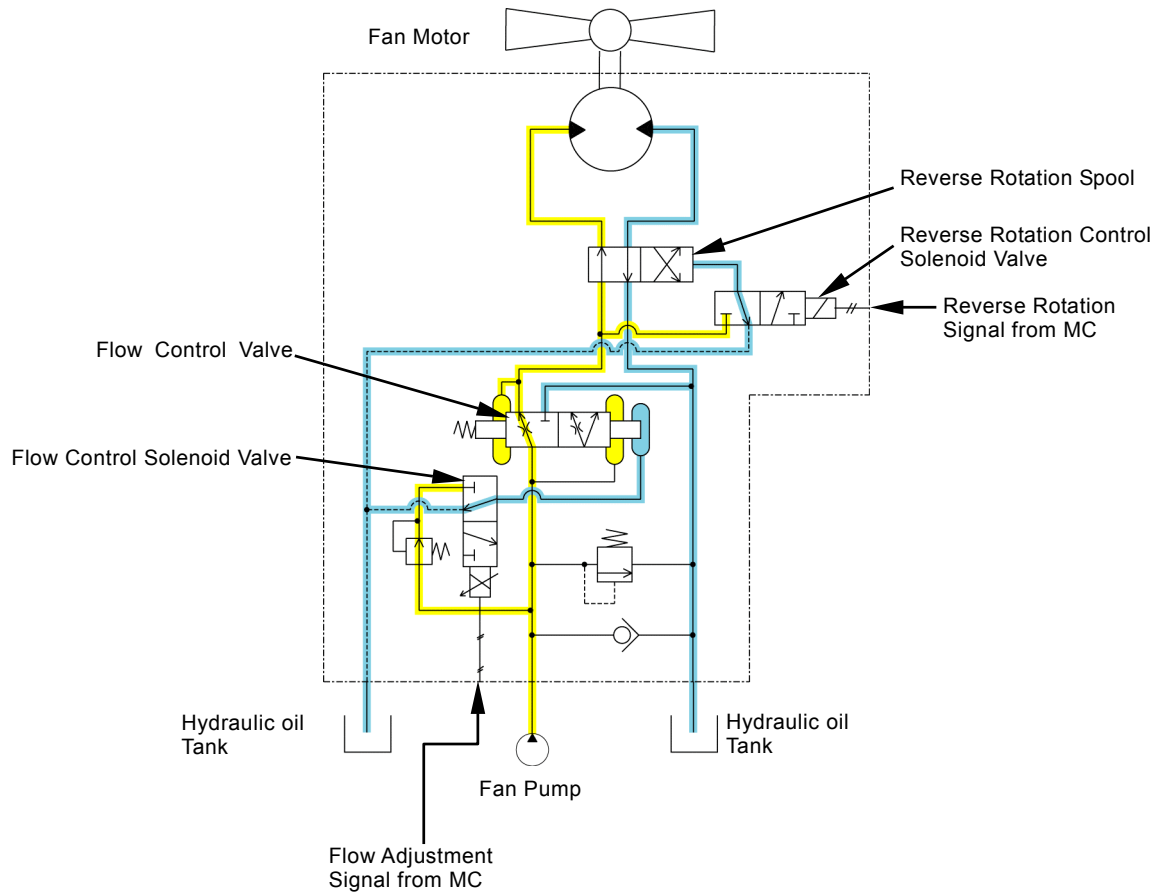 Fan Motor
Reverse Rotation Spool
Reverse Rotation Control
Solenoid Valve
Reverse Rotation
Signal from MC
Flow Control Valve
Flow Control Solenoid Valve
Hydraulic oil
Tank
Hydraulic oil
Tank
Fan Pump
Flow Adjustment
Signal from MC